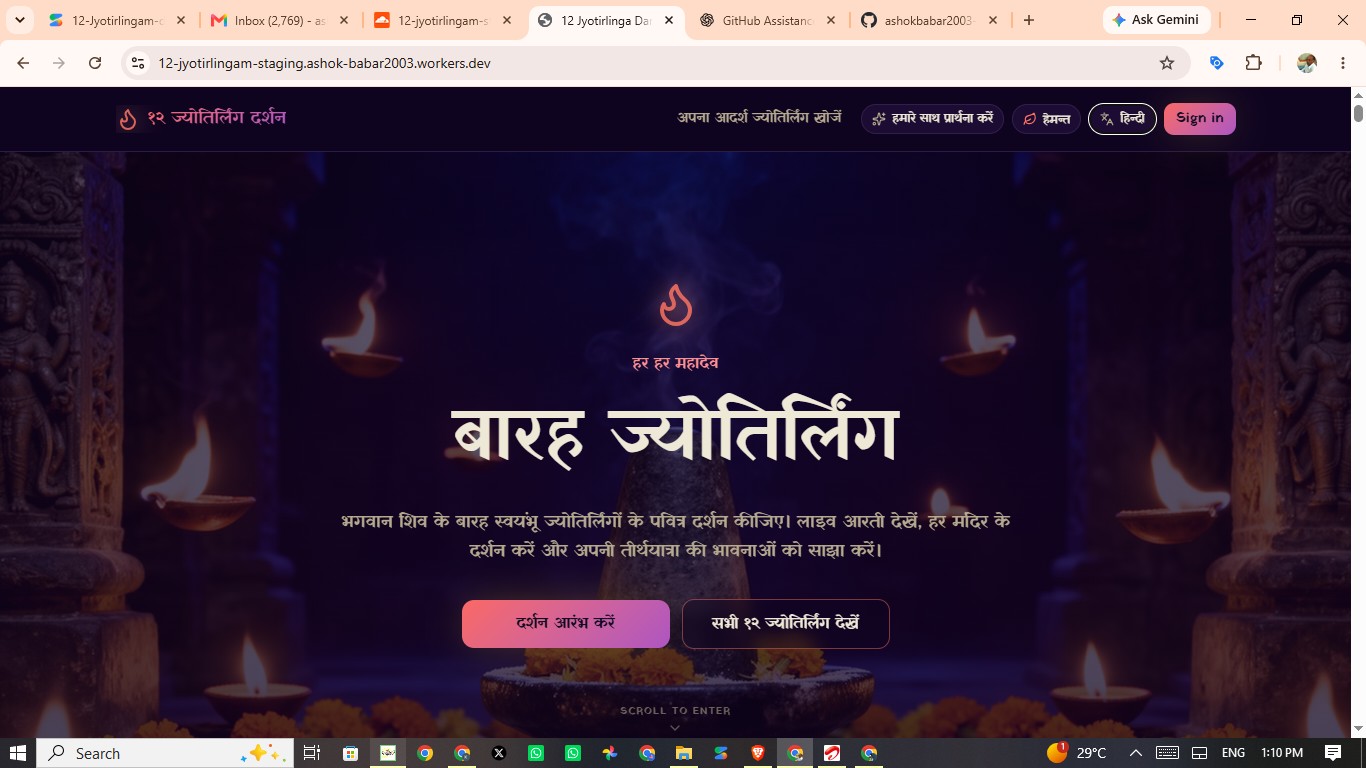 12-Jyotirlingam-c
Inbox (2,769) - as
12-jyotirlingam-s
12 Jyotirlinga Dar
GitHub Assistanc
ashokbabar2003-
Ask Gemini
12-jyotirlingam-staging.ashok-babar2003.workers.dev
१२ ज्योतिर्लिंग दर्शन
अपना आदर्श ज्योतिर्लिंग खोजें
हमारे साथ प्रार्थना करें
हेमन्त
हिन्दी
Sign in
हर हर महादेव
बारह ज्योतिर्लिंग
भगवान शिव के बारह स्वयंभू ज्योतिर्लिंगों के पवित्र दर्शन कीजिए। लाइव आरती देखें, हर मंदिर के
दर्शन करें और अपनी तीर्थयात्रा की भावनाओं को साझा करें।
दर्शन आरंभ करें
सभी १२ ज्योतिर्लिंग देखें
SCROLL TO ENTER
Search
1
29°C
ENG
1:10 PM